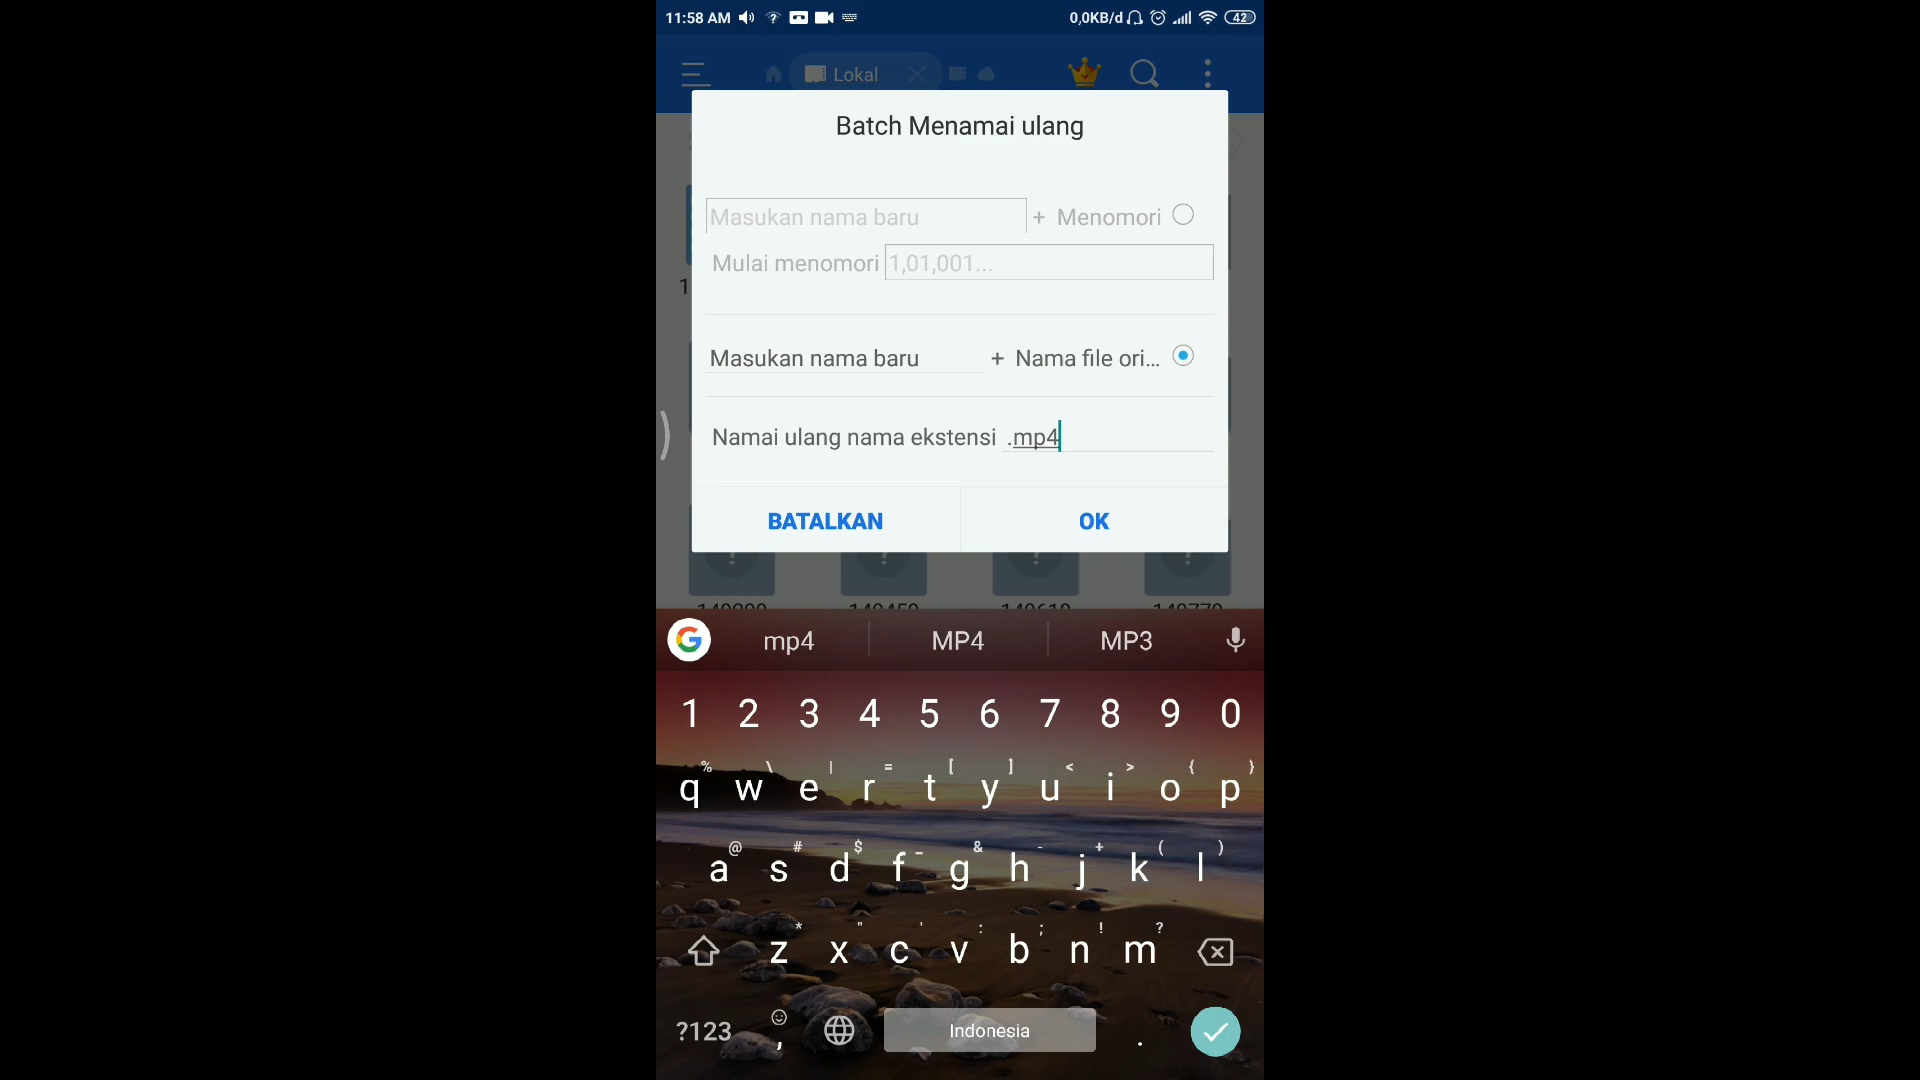 11:58 AM 0,0KB/d 42
Lokal
Batch Menamai ulang
Masukan nama baru + Menomori
Mulai menomori 1,01,001...
1
Masukan nama baru + Nama file ori...
Namai ulang nama ekstensi .mp4
BATALKAN OK
mp4 MP4 MP3
1 2 3 4 5 6 7 8 9 0
% \ | = [ ] < > { }
q w e r t y u i o p
@ # $ _ & - + ( )
a s d f g h j k l
* " ' : ; ! ?
z x c v b n m
?123 , Indonesia .